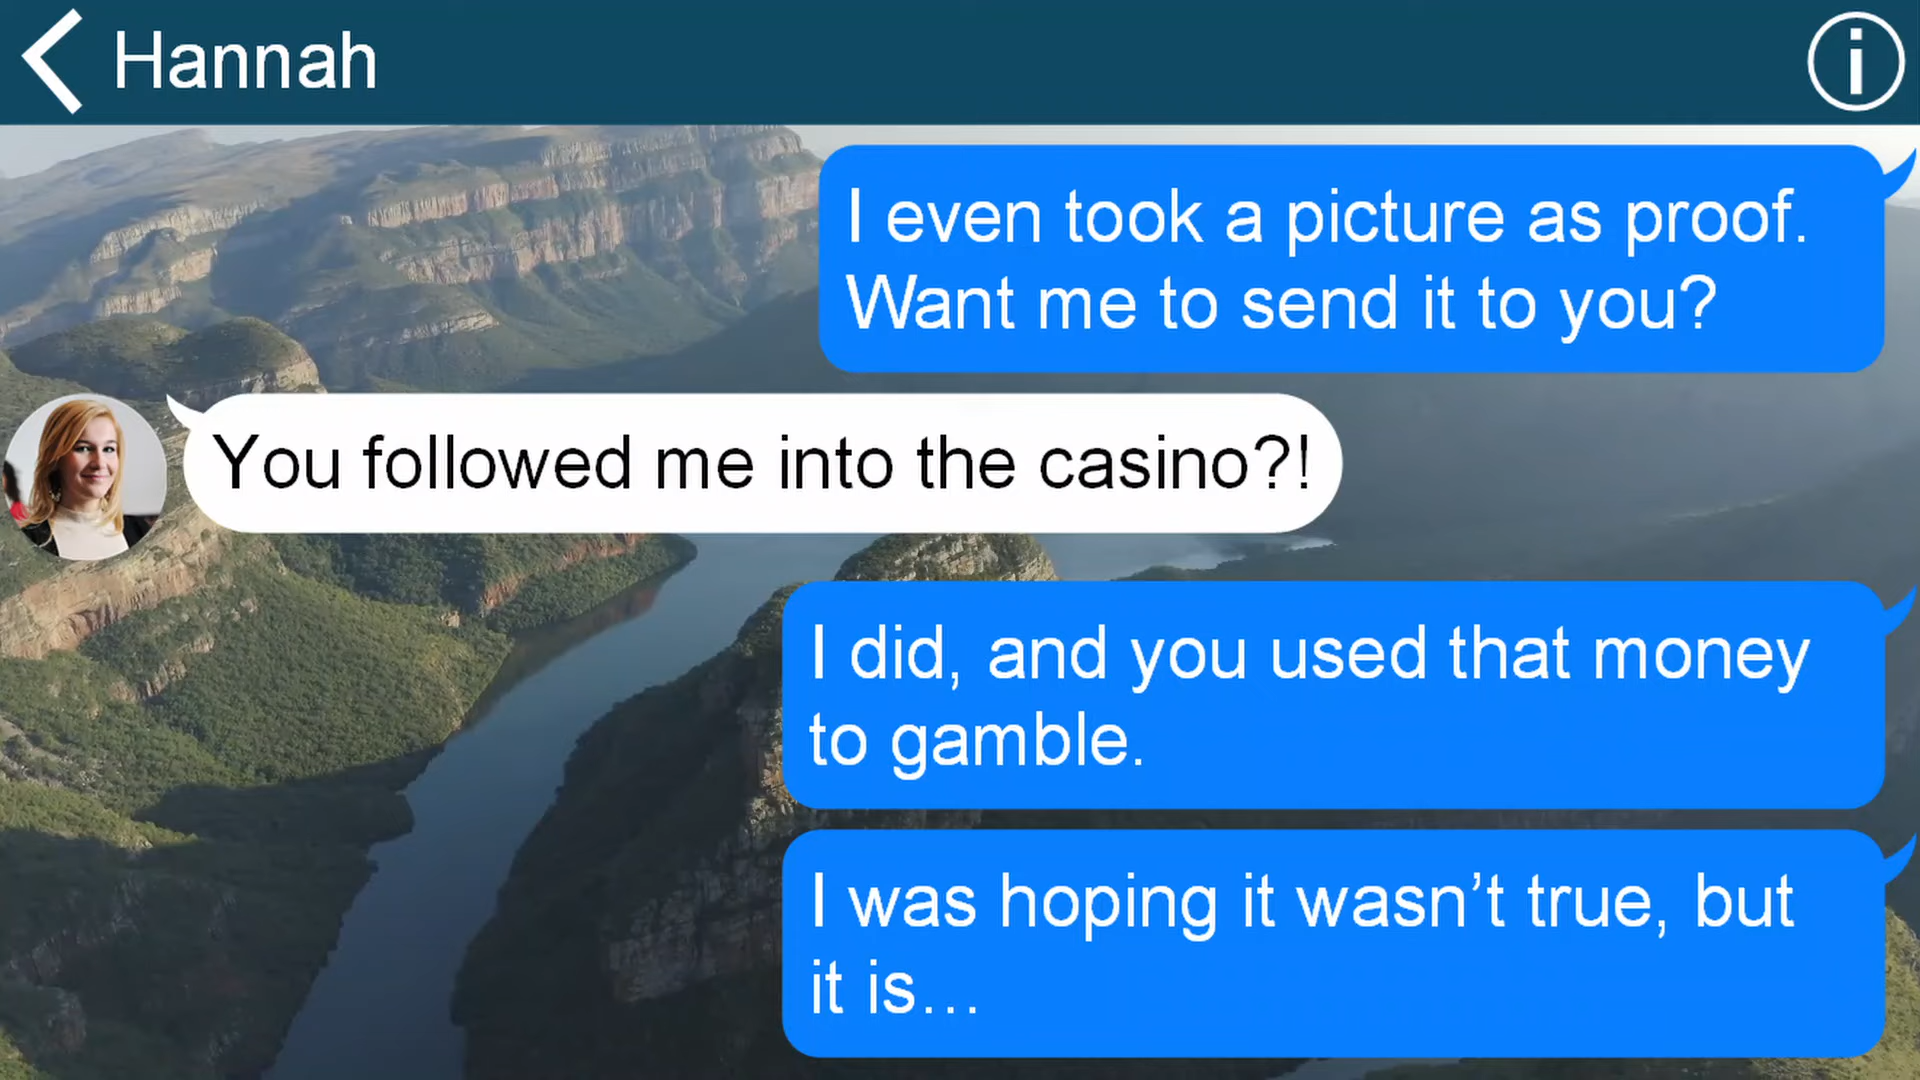 Hannah
I even took a picture as proof.
Want me to send it to you?
You followed me into the casino?!
I did, and you used that money
to gamble.
I was hoping it wasn’t true, but
it is...